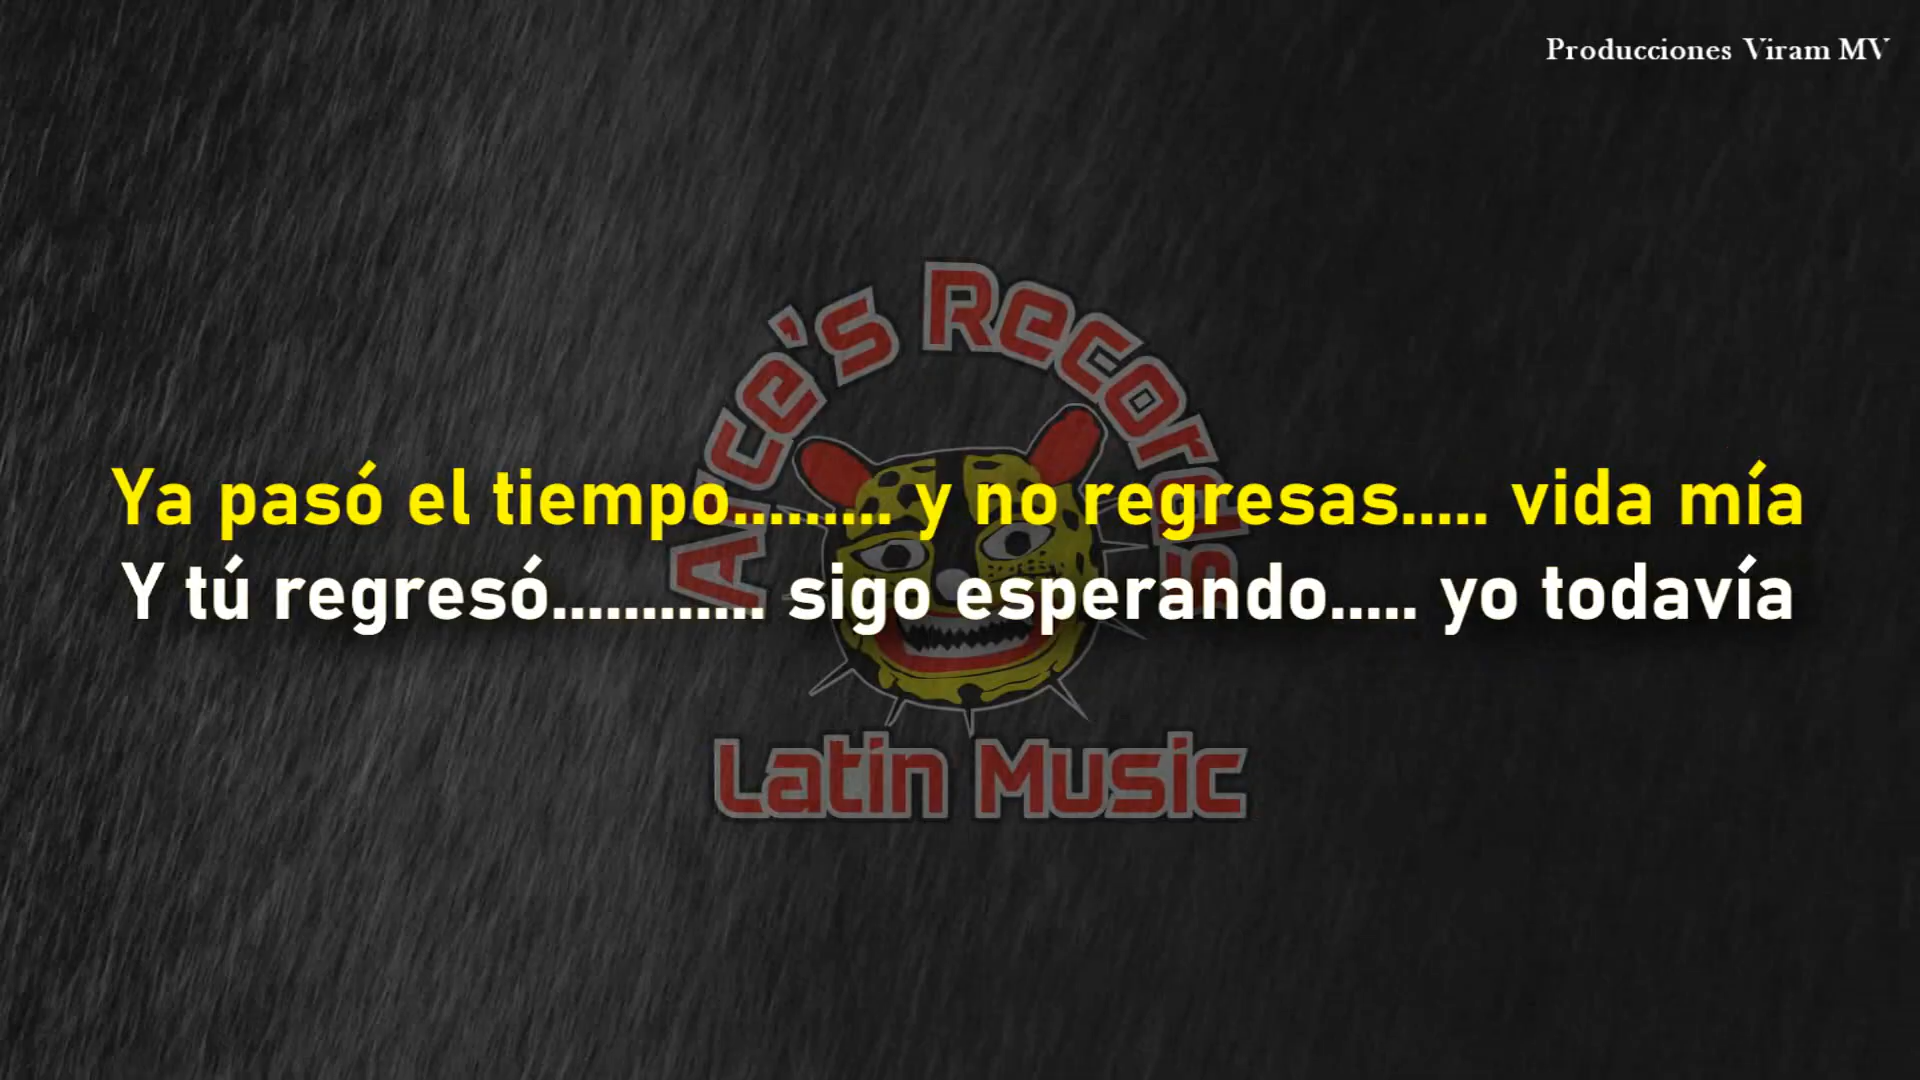 Producciones Viram MV
Arce's Records
Ya pasó el tiempo......... y no regresas..... vida mía
Y tú regresó............ sigo esperando..... yo todavía
Latin Music